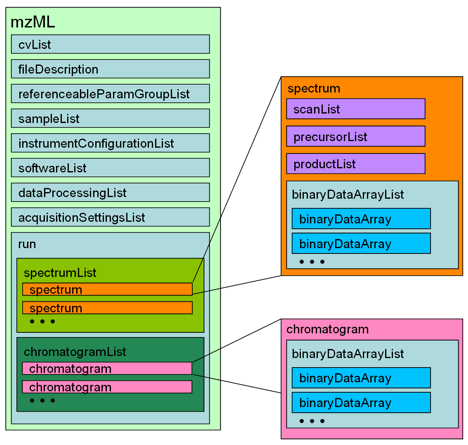 mzML
cvList
fileDescription
referenceableParamGroupList
sampleList
instrumentConfigurationList
softwareList
dataProcessingList
acquisitionSettingsList
run
spectrumList
spectrum
spectrum
• • •
chromatogramList
chromatogram
chromatogram
• • •
spectrum
scanList
precursorList
productList
binaryDataArrayList
binaryDataArray
binaryDataArray
• • •
chromatogram
binaryDataArrayList
binaryDataArray
binaryDataArray
• • •